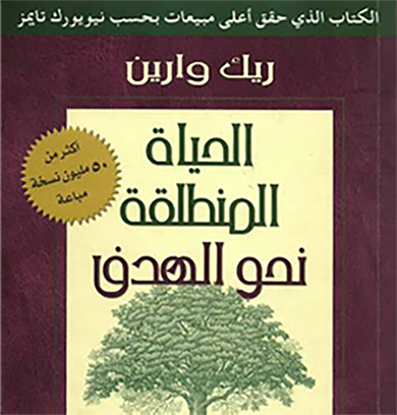 الكتاب الذي حقق أعلى مبيعات بحسب نيويورك تايمز
ريك وارين
الحياة
المنطلقة
نحو الهدف
أكثر من
٥٠ مليون نسخة
مباعة